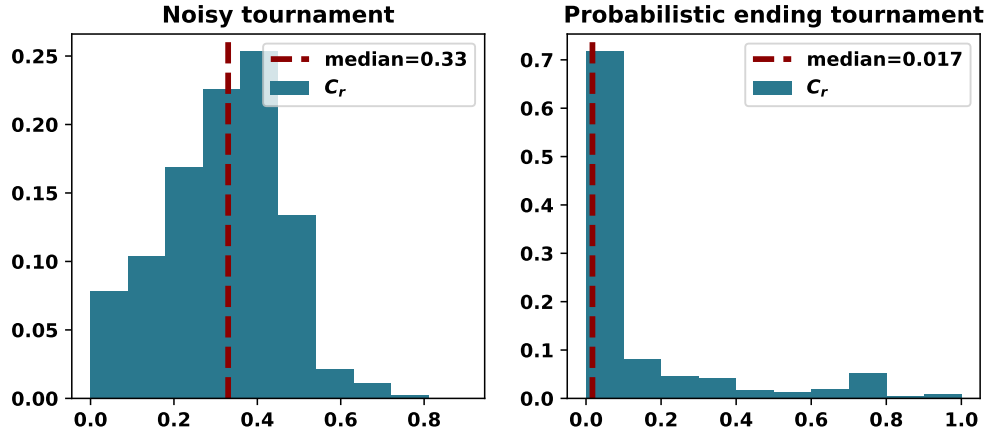 Noisy tournament
median=0.33
C_r
0.25
0.20
0.15
0.10
0.05
0.00
0.0 0.2 0.4 0.6 0.8
Probabilistic ending tournament
median=0.017
C_r
0.7
0.6
0.5
0.4
0.3
0.2
0.1
0.0
0.0 0.2 0.4 0.6 0.8 1.0